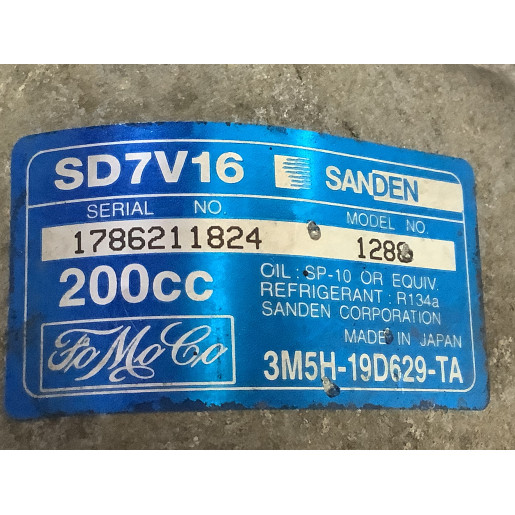 SD7V16 SANDEN
SERIAL NO. MODEL NO.
1786211824
200cc OIL : SP-10 OR EQUIV.
REFRIGERANT : R134a
SANDEN CORPORATION
MADE IN JAPAN
FoMoCo 3M5H-19D629-TA